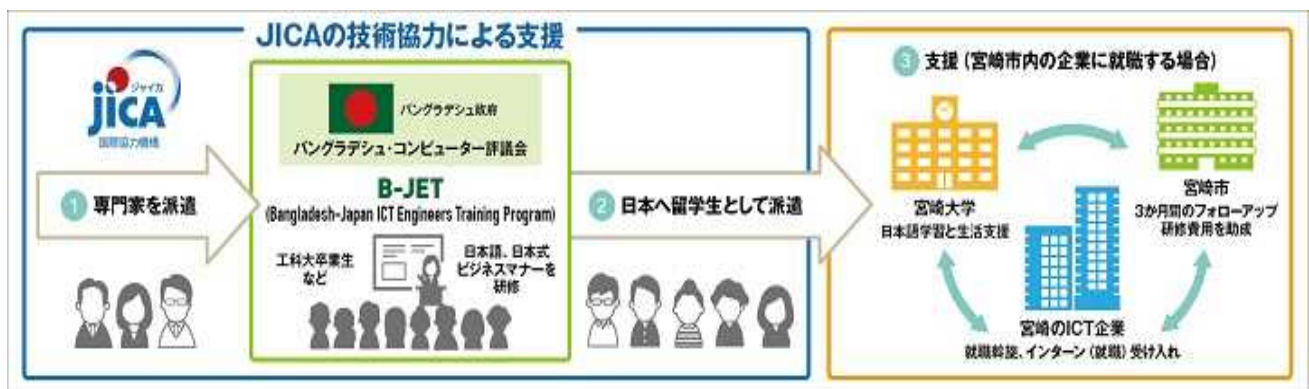 JICAの技術協力による支援
ジャイカ
jICA
国際協力機構
1 専門家を派遣
バングラデシュ政府
バングラデシュ・コンピューター評議会
B-JET
(Bangladesh-Japan ICT Engineers Training Program)
工科大卒業生
など
日本語、日本式
ビジネスマナーを
研修
2 日本へ留学生として派遣
3 支援(宮崎市内の企業に就職する場合)
宮崎大学
日本語学習と生活支援
宮崎市
3か月間のフォローアップ
研修費用を助成
宮崎のICT企業
就職斡旋、インターン(就職)受け入れ